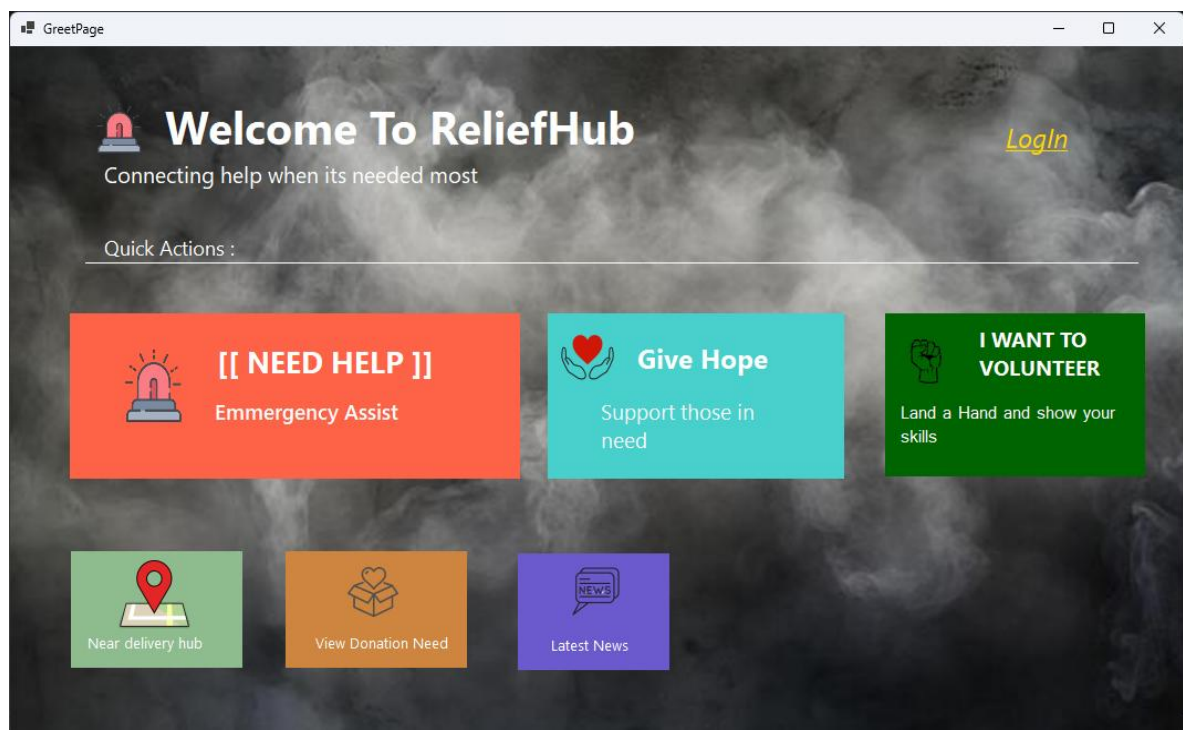 GreetPage
Welcome To ReliefHub
LogIn
Connecting help when its needed most
Quick Actions :
[[ NEED HELP ]]
Emmergency Assist
Give Hope
Support those in
need
I WANT TO
VOLUNTEER
Land a Hand and show your
skills
Near delivery hub
View Donation Need
NEWS
Latest News